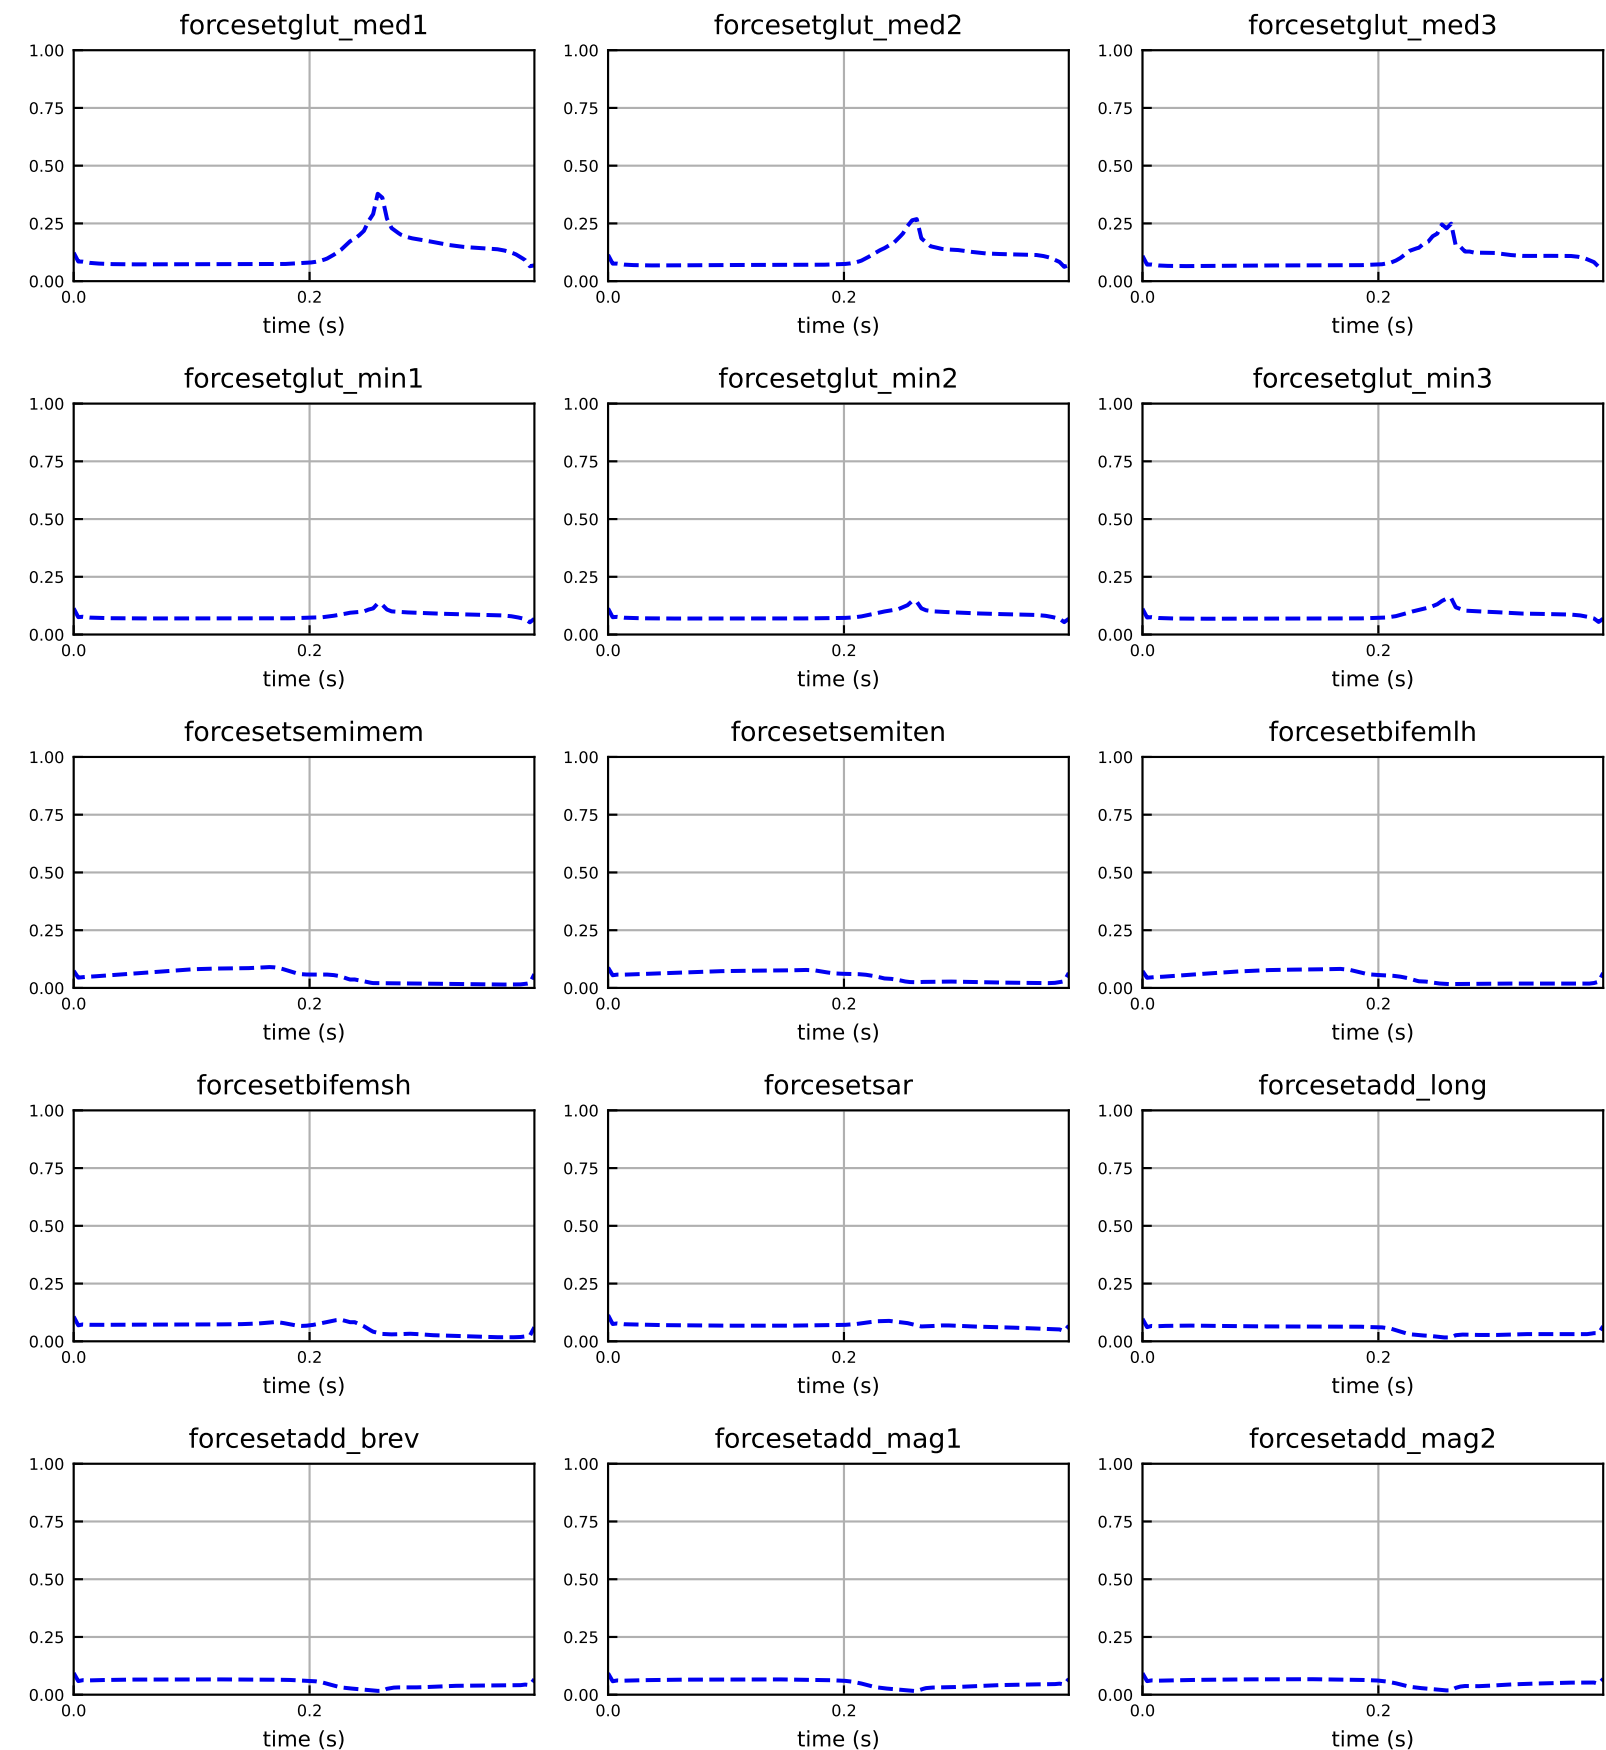 forcesetglut_med1 forcesetglut_med2 forcesetglut_med3
1.00 1.00 1.00
0.75 0.75 0.75
0.50 0.50 0.50
0.25 0.25 0.25
0.00 0.00 0.00
0.0 0.2 0.0 0.2 0.0 0.2
time (s) time (s) time (s)
forcesetglut_min1 forcesetglut_min2 forcesetglut_min3
1.00 1.00 1.00
0.75 0.75 0.75
0.50 0.50 0.50
0.25 0.25 0.25
0.00 0.00 0.00
0.0 0.2 0.0 0.2 0.0 0.2
time (s) time (s) time (s)
forcesetsemimem forcesetsemiten forcesetbifemlh
1.00 1.00 1.00
0.75 0.75 0.75
0.50 0.50 0.50
0.25 0.25 0.25
0.00 0.00 0.00
0.0 0.2 0.0 0.2 0.0 0.2
time (s) time (s) time (s)
forcesetbifemsh forcesetsar forcesetadd_long
1.00 1.00 1.00
0.75 0.75 0.75
0.50 0.50 0.50
0.25 0.25 0.25
0.00 0.00 0.00
0.0 0.2 0.0 0.2 0.0 0.2
time (s) time (s) time (s)
forcesetadd_brev forcesetadd_mag1 forcesetadd_mag2
1.00 1.00 1.00
0.75 0.75 0.75
0.50 0.50 0.50
0.25 0.25 0.25
0.00 0.00 0.00
0.0 0.2 0.0 0.2 0.0 0.2
time (s) time (s) time (s)